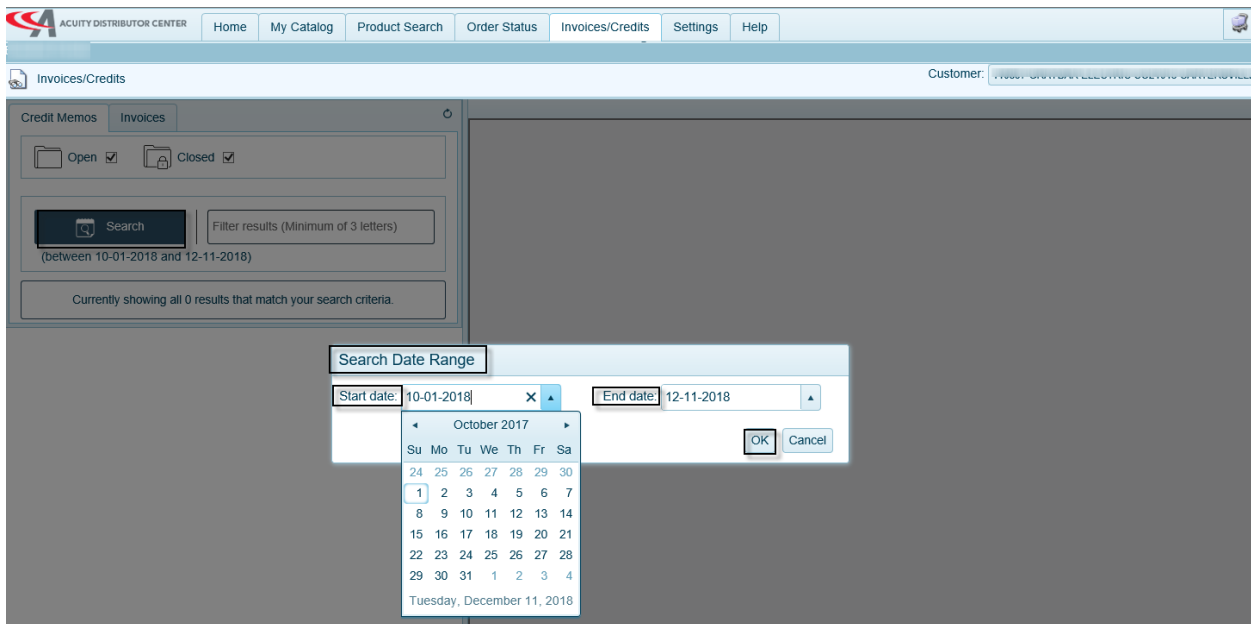 ACUITY DISTRIBUTOR CENTER Home My Catalog Product Search Order Status Invoices/Credits Settings Help
Invoices/Credits Customer:
Credit Memos Invoices
Open Closed
Search Filter results (Minimum of 3 letters)
(between 10-01-2018 and 12-11-2018)
Currently showing all 0 results that match your search criteria.
Search Date Range
Start date: 10-01-2018 End date: 12-11-2018
October 2017
OK Cancel
Su Mo Tu We Th Fr Sa
24 25 26 27 28 29 30
1 2 3 4 5 6 7
8 9 10 11 12 13 14
15 16 17 18 19 20 21
22 23 24 25 26 27 28
29 30 31 1 2 3 4
Tuesday, December 11, 2018